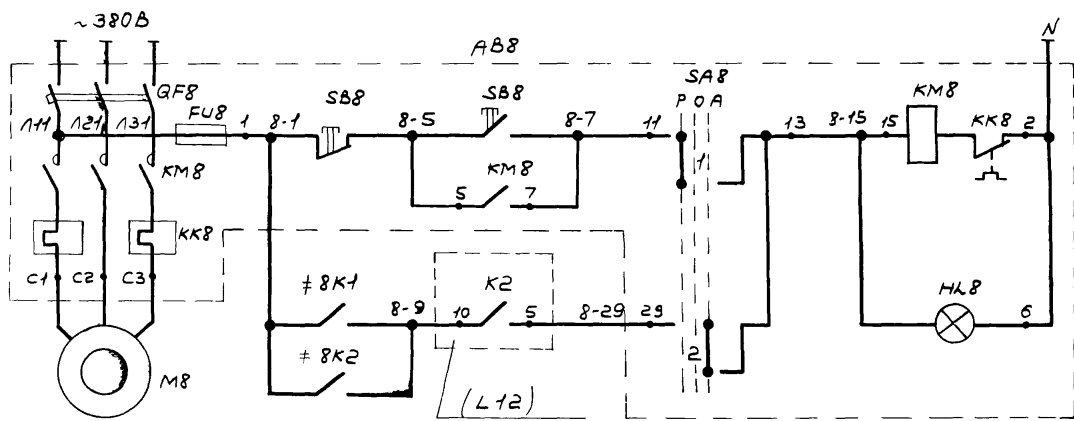 ~380В
N
АВ8
QF8
SB8
SB8
SA8
КМ8
Р О А
FU8
Л11 Л21 Л31
1
8-1
8-5
8-7
11
1
13
8-15
15
КК8
2
КМ8
КМ8
5
7
КК8
С1 С2 С3
≠8К1
К2
8-9
10
5
8-29
29
HL8
6
≠8К2
2
М8
(L12)